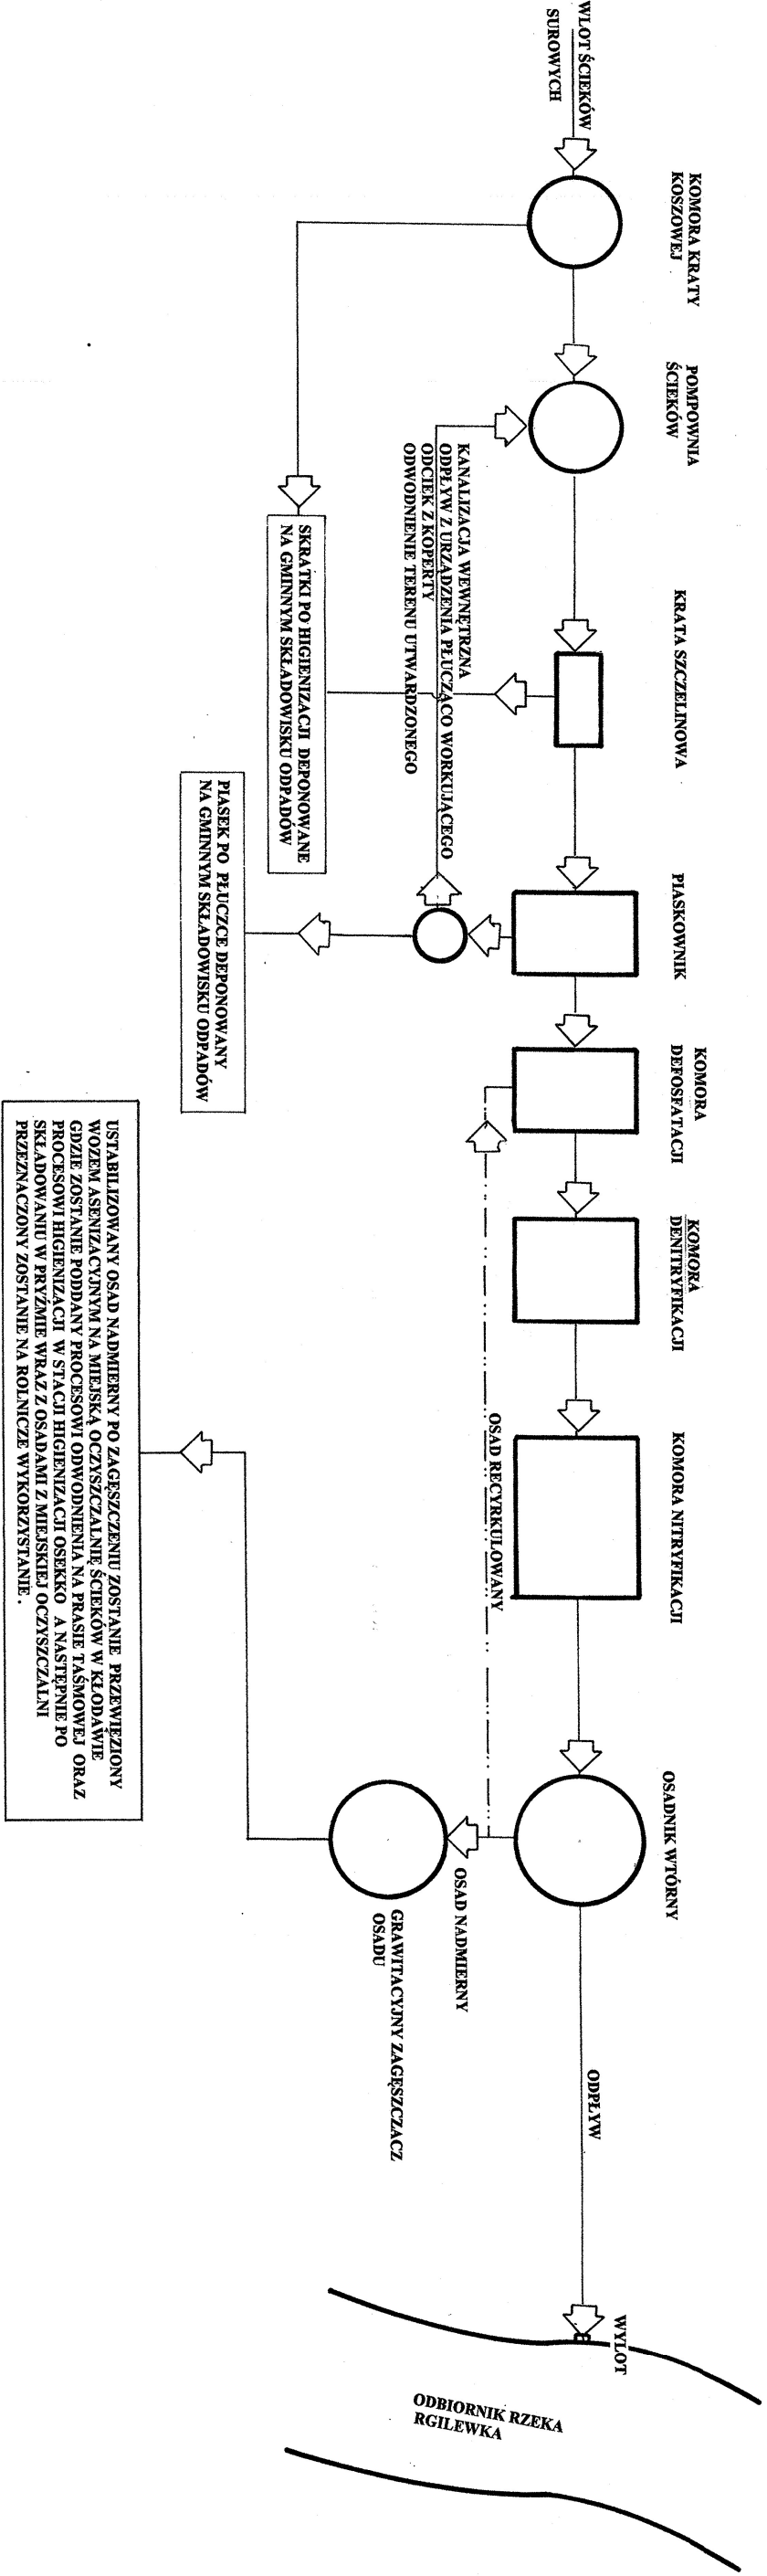 WLOT ŚCIEKÓW
SUROWYCH
KOMORA KRATY
KOSZOWEJ
POMPOWNIA
ŚCIEKÓW
KRATA SZCZELINOWA
PIASKOWNIK
KOMORA
DEFOSFATACJI
KOMORA
DENITRYFIKACJI
KOMORA NITRYFIKACJI
OSADNIK WTÓRNY
ODPŁYW
WYLOT
ODBIORNIK RZEKA
RGILEWKA
KANALIZACJA WEWNĘTRZNA
ODPŁYW Z URZĄDZENIA PŁUCZĄCO WORKUJĄCEGO
ODCIEK Z KOPERTY
ODWODNIENIE TERENU UTWARDZONEGO
OSAD RECYRKULOWANY
OSAD NADMIERNY
GRAWITACYJNY ZAGĘSZCZACZ
OSADU
SKRATKI PO HIGIENIZACJI DEPONOWANE
NA GMINNYM SKŁADOWISKU ODPADÓW
PIASEK PO PŁUCZCE DEPONOWANY
NA GMINNYM SKŁADOWISKU ODPADÓW
USTABILIZOWANY OSAD NADMIERNY PO ZAGĘSZCZENIU ZOSTANIE PRZEWIĘZIONY
WOZEM ASENIZACYJNYM NA MIEJSKĄ OCZYSZCZALNIĘ ŚCIEKÓW W KŁODAWIE
GDZIE ZOSTANIE PODDANY PROCESOWI ODWODNIENIA NA PRASIE TAŚMOWEJ ORAZ
PROCESOWI HIGIENIZACJI W STACJI HIGIENIZACJI OSEKKO A NASTĘPNIE PO
SKŁADOWANIU W PRYŹMIE WRAZ Z OSADAMI Z MIEJSKIEJ OCZYSZCZALNI
PRZEZNACZONY ZOSTANIE NA ROLNICZE WYKORZYSTANIE .